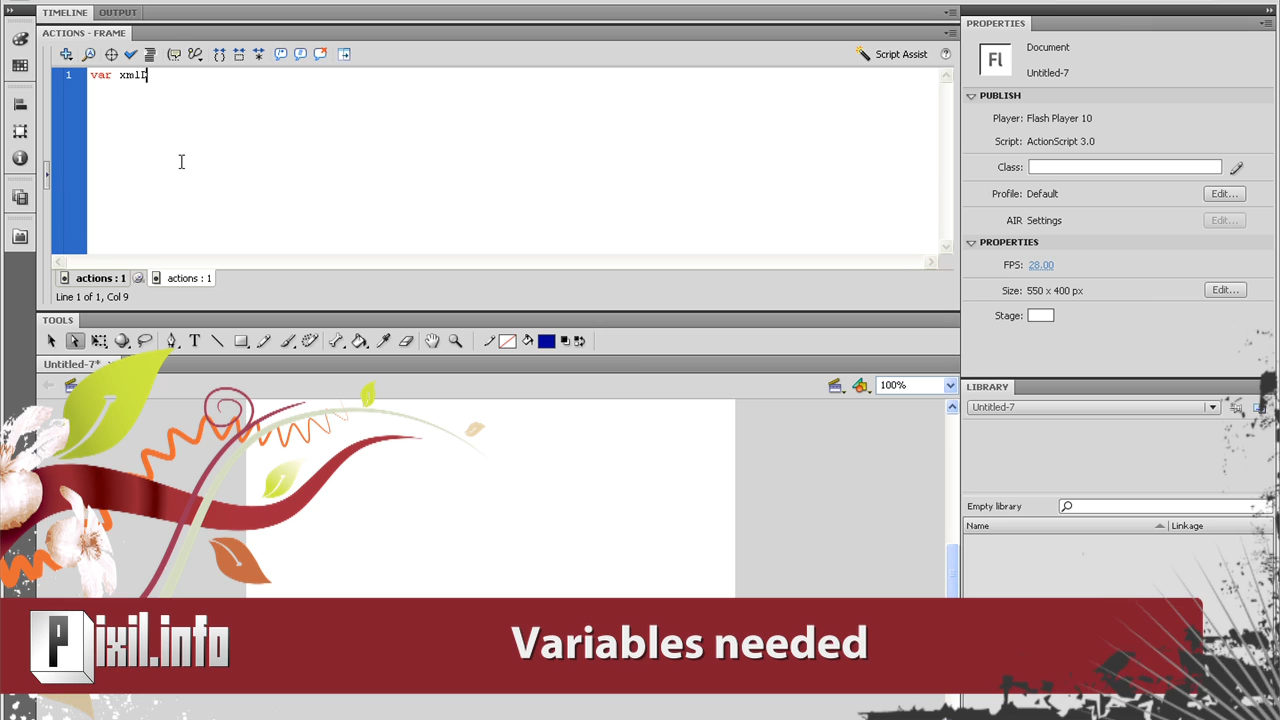 TIMELINE OUTPUT
ACTIONS - FRAME
Script Assist
1 var xmlD
actions : 1 actions : 1
Line 1 of 1, Col 9
TOOLS
Untitled-7*
100%
PROPERTIES
Fl
Document
Untitled-7
PUBLISH
Player: Flash Player 10
Script: ActionScript 3.0
Class:
Profile: Default Edit...
AIR Settings Edit...
PROPERTIES
FPS: 28.00
Size: 550 x 400 px Edit...
Stage:
LIBRARY
Untitled-7
Empty library
Name Linkage
Pixil.info
Variables needed